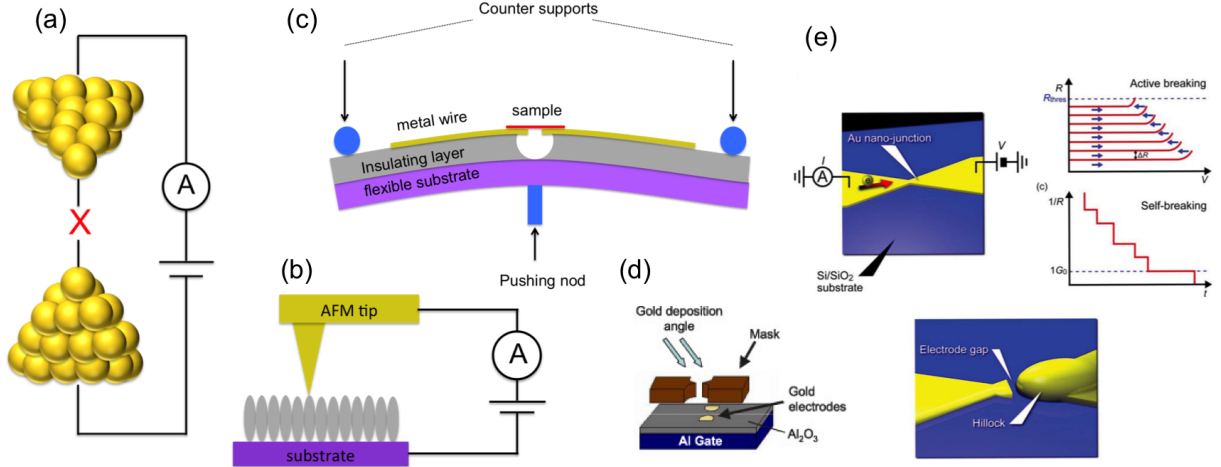 (a)
A
X
(c)
Counter supports
sample
metal wire
Insulating layer
flexible substrate
Pushing nod
(b)
AFM tip
A
substrate
(d)
Gold deposition
angle
Mask
Gold
electrodes
Al2O3
Al Gate
(e)
Au nano-junction
I
A
V
e
Si/SiO2
substrate
R
Active breaking
Rthres
ΔR
V
(c)
1/R
Self-breaking
1G0
t
Electrode gap
Hillock